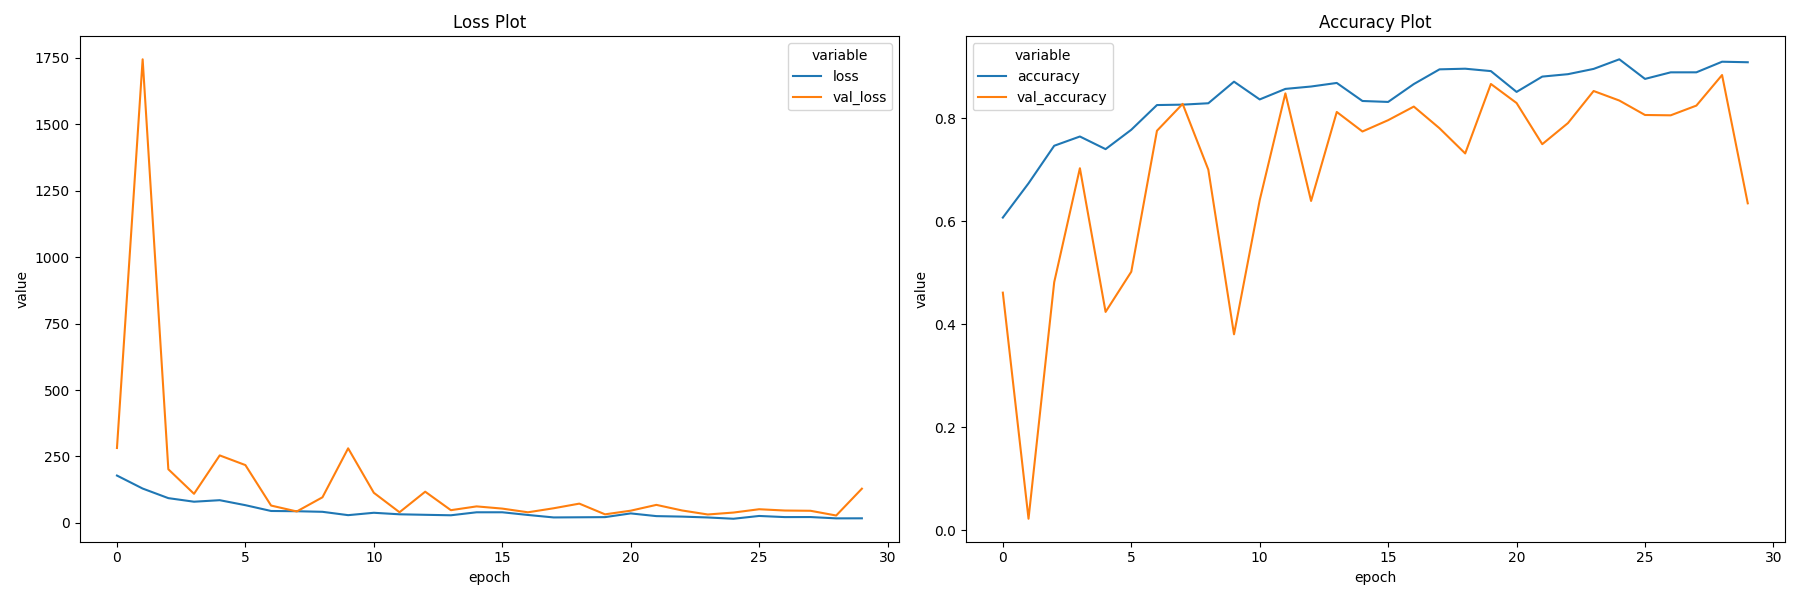 Loss Plot
variable
loss
val_loss
1750
1500
1250
1000
750
500
250
0
value
0 5 10 15 20 25 30
epoch
Accuracy Plot
variable
accuracy
val_accuracy
0.8
0.6
0.4
0.2
0.0
value
0 5 10 15 20 25 30
epoch